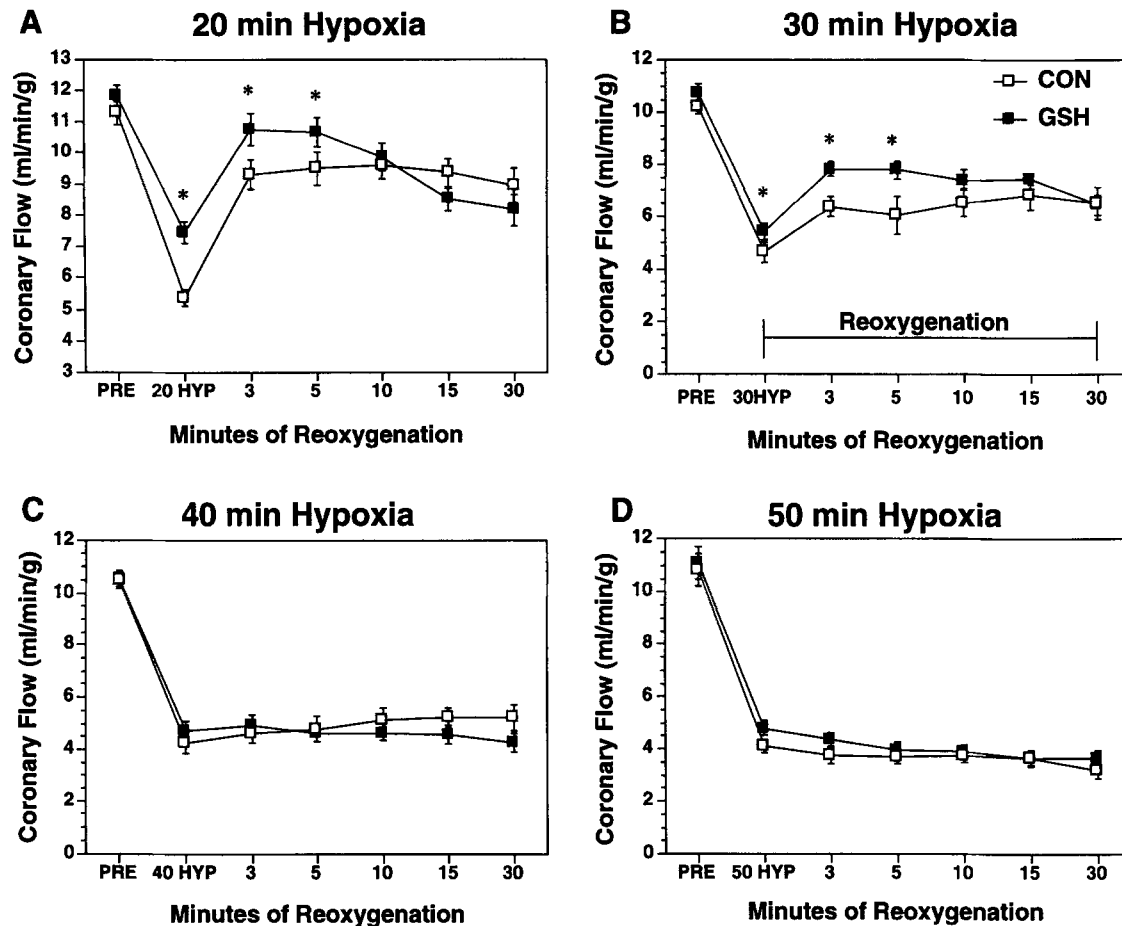 A
20 min Hypoxia
Coronary Flow (ml/min/g)
13
12
11
10
9
8
7
6
5
4
3
*
*
*
PRE 20 HYP 3 5 10 15 30
Minutes of Reoxygenation
B
30 min Hypoxia
Coronary Flow (ml/min/g)
12
10
8
6
4
2
0
CON
GSH
*
*
*
Reoxygenation
PRE 30HYP 3 5 10 15 30
Minutes of Reoxygenation
C
40 min Hypoxia
Coronary Flow (ml/min/g)
12
10
8
6
4
2
0
PRE 40 HYP 3 5 10 15 30
Minutes of Reoxygenation
D
50 min Hypoxia
Coronary Flow (ml/min/g)
12
10
8
6
4
2
0
PRE 50 HYP 3 5 10 15 30
Minutes of Reoxygenation